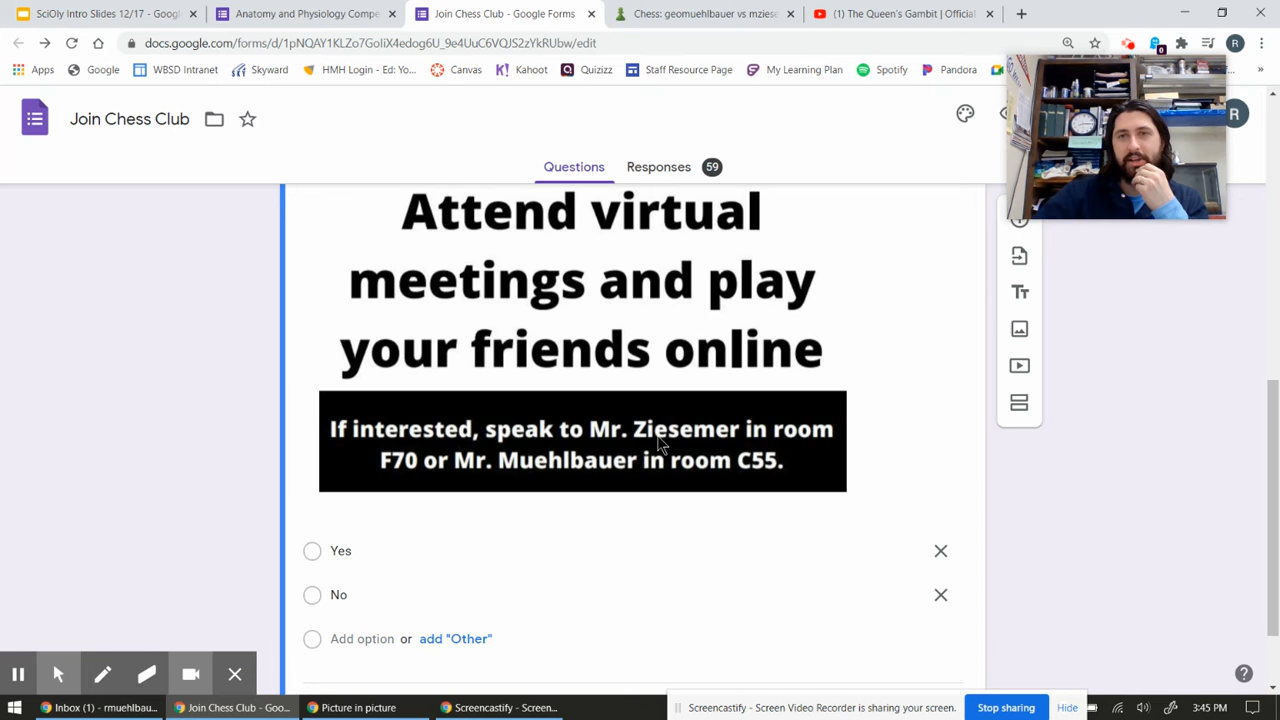 SciOly Intro Slides 12/17 - Googl
Anatomy and Physiology Compe
Join Chess Club - Google Forms
Chess: geomuehlbauer vs mziese
(1) The Queen's Gambit | Official
docs.google.com/forms/d/1pNQAY1KLZo7GoIiX4edog6U_9a4UuC6VQJS2zYkRUbw/edit
0
R
Apps
Google
WBSD Intranet
Skyward
HMH Login - Ed: Yo...
Canvas
Kahoot
Quizizz
Staff Resource Page
My Learning Plan
Spotify
Pandora
Join Chess Club
R
Questions
Responses 59
Attend virtual
meetings and play
your friends online
If interested, speak to Mr. Ziesemer in room
F70 or Mr. Muehlbauer in room C55.
Yes
No
Add option or add "Other"
Inbox (1) - rmuehlbau...
Join Chess Club - Goo...
Picture in picture
Screencastify - Screen...
Screencastify - Screen Video Recorder is sharing your screen.
Stop sharing
Hide
3:45 PM